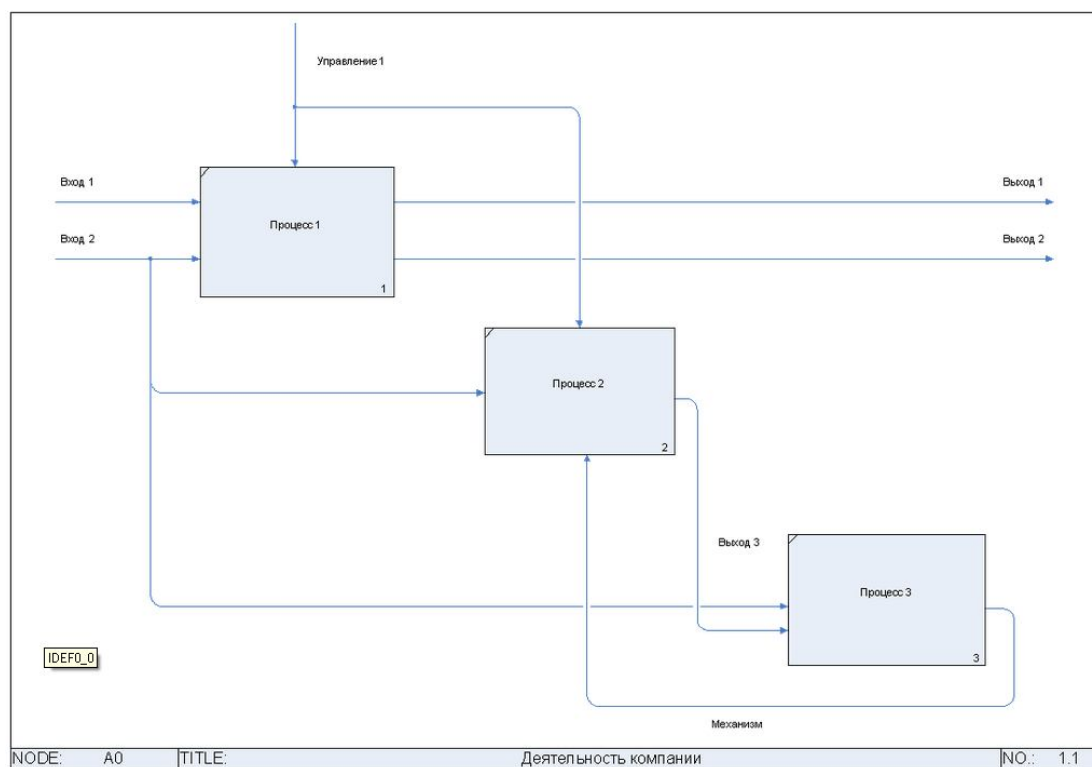 Управление 1
Вход 1
Выход 1
Процесс 1
Вход 2
Выход 2
1
Процесс 2
2
Выход 3
Процесс 3
3
IDEF0_0
Механизм
NODE: A0 TITLE: Деятельность компании NO.: 1.1